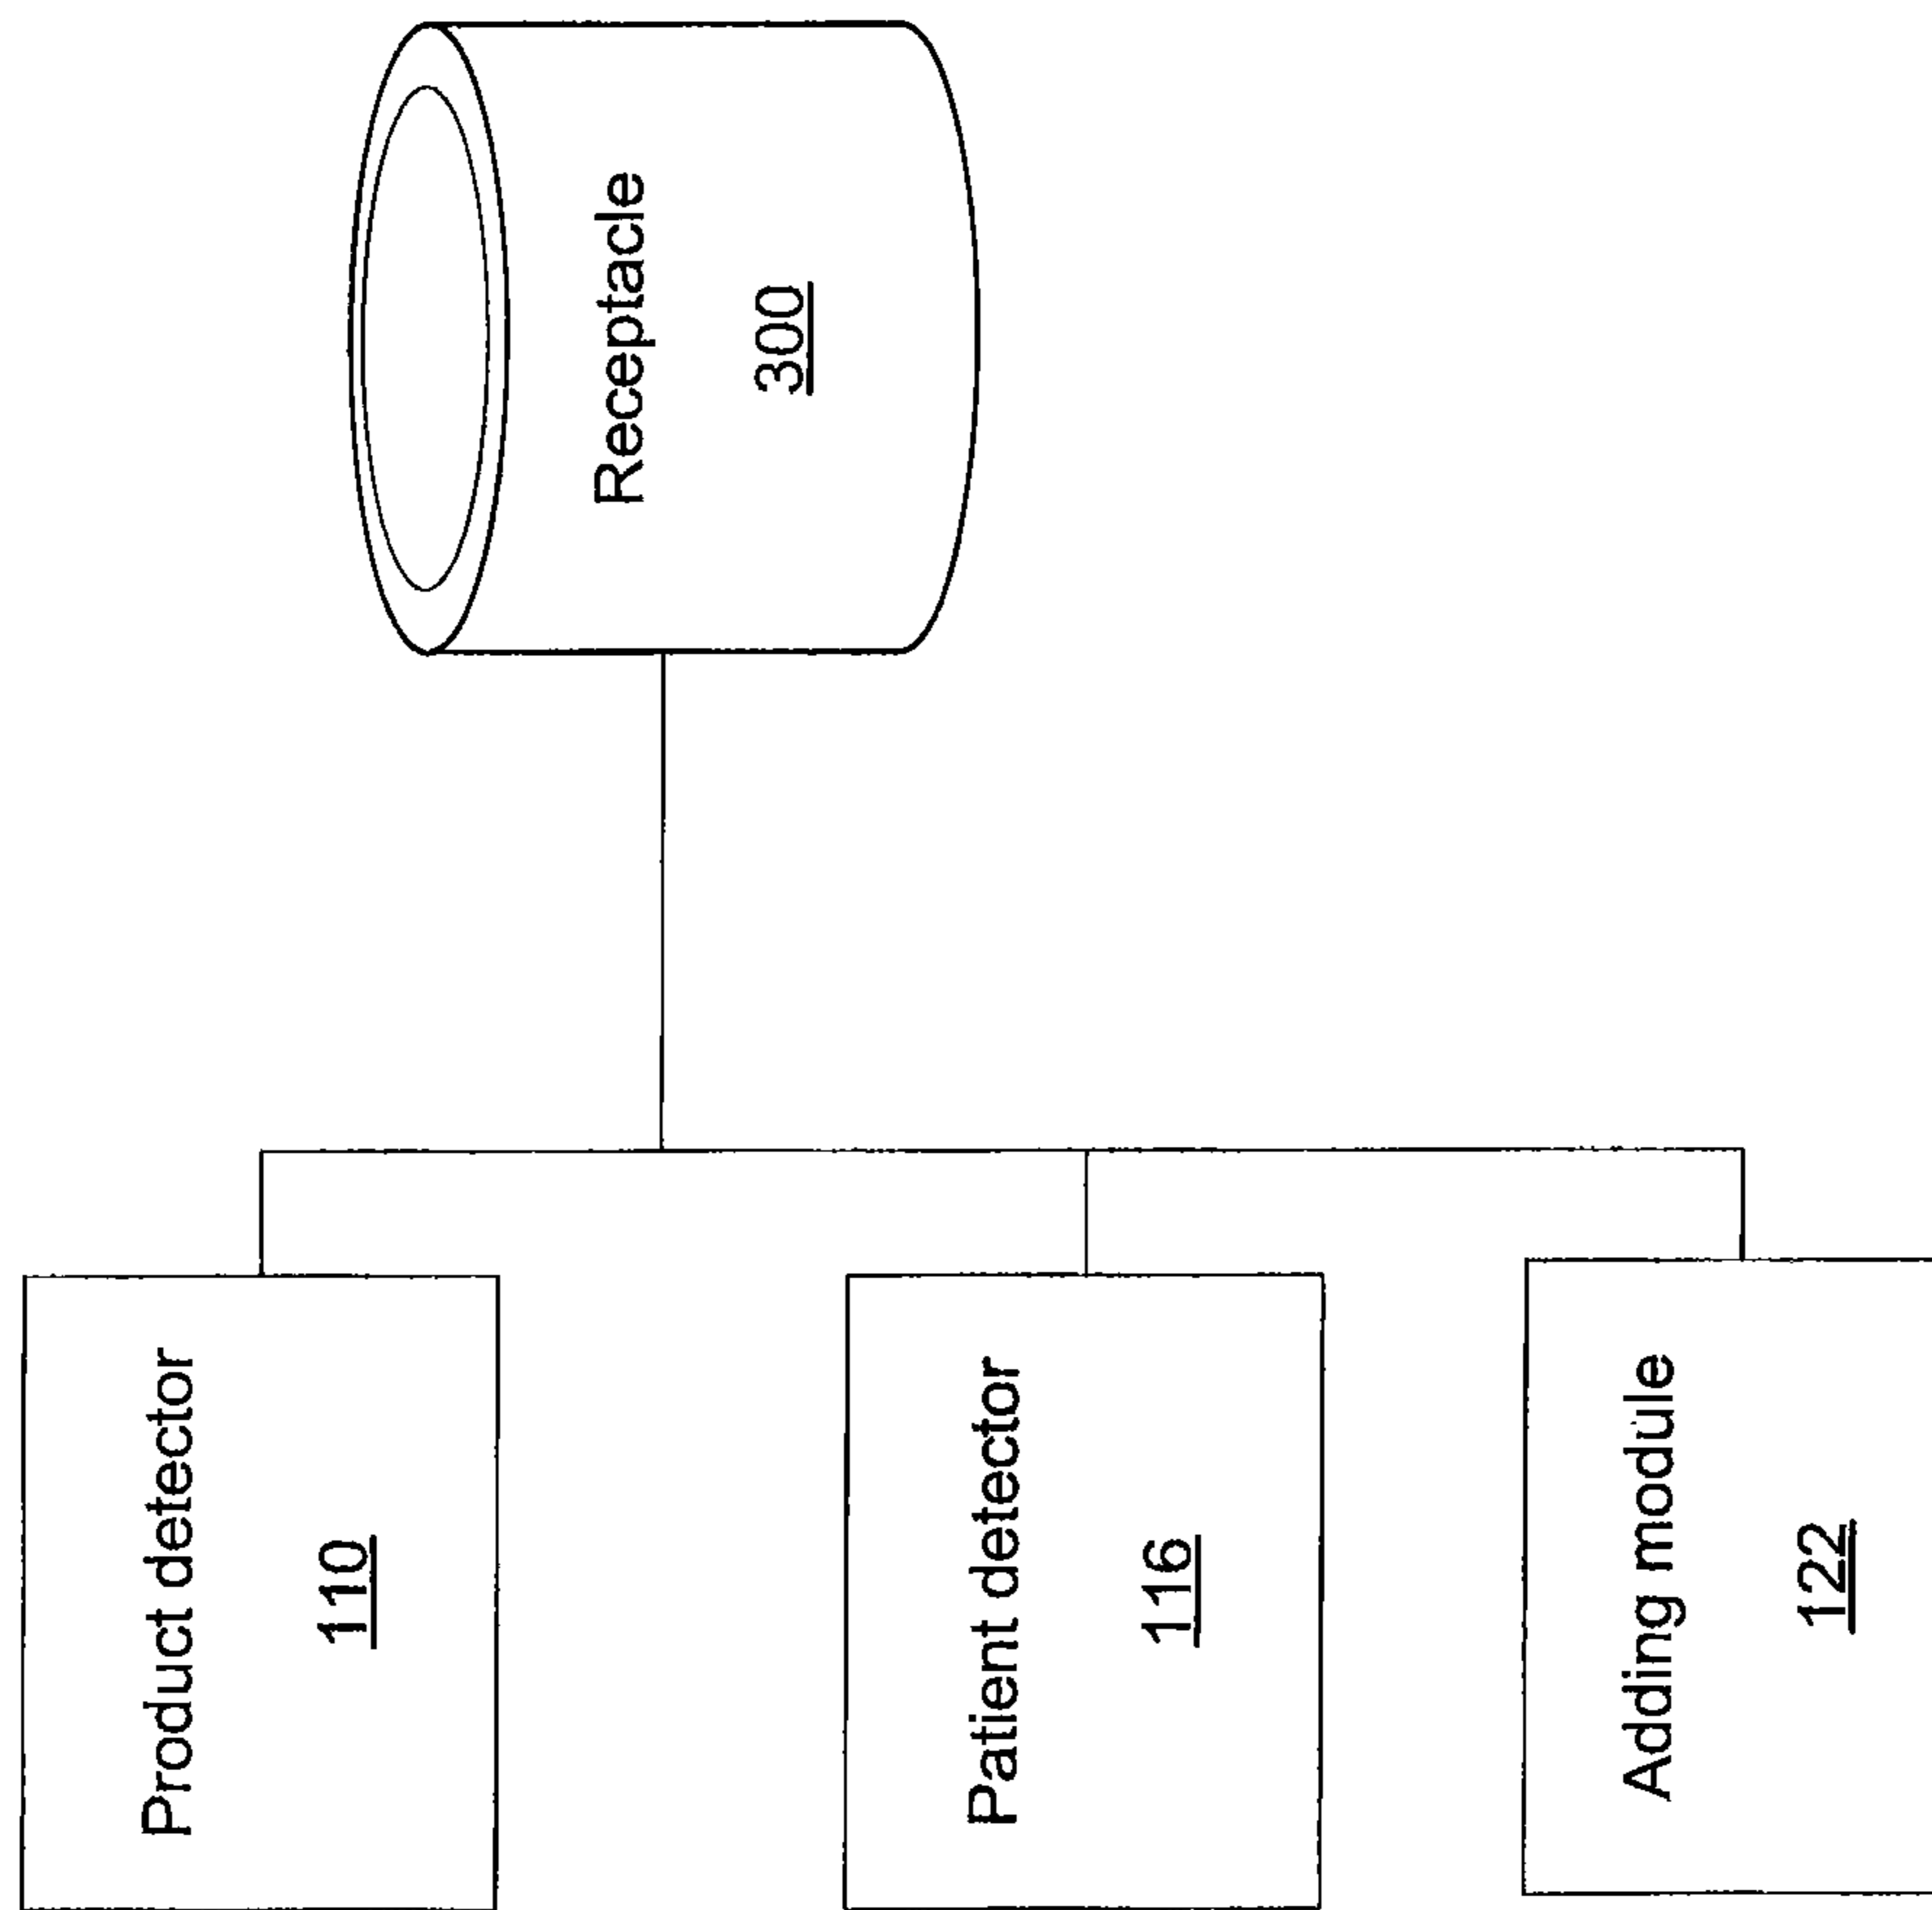 Receptacle
300
Product detector
110
Patient detector
116
Adding module
122